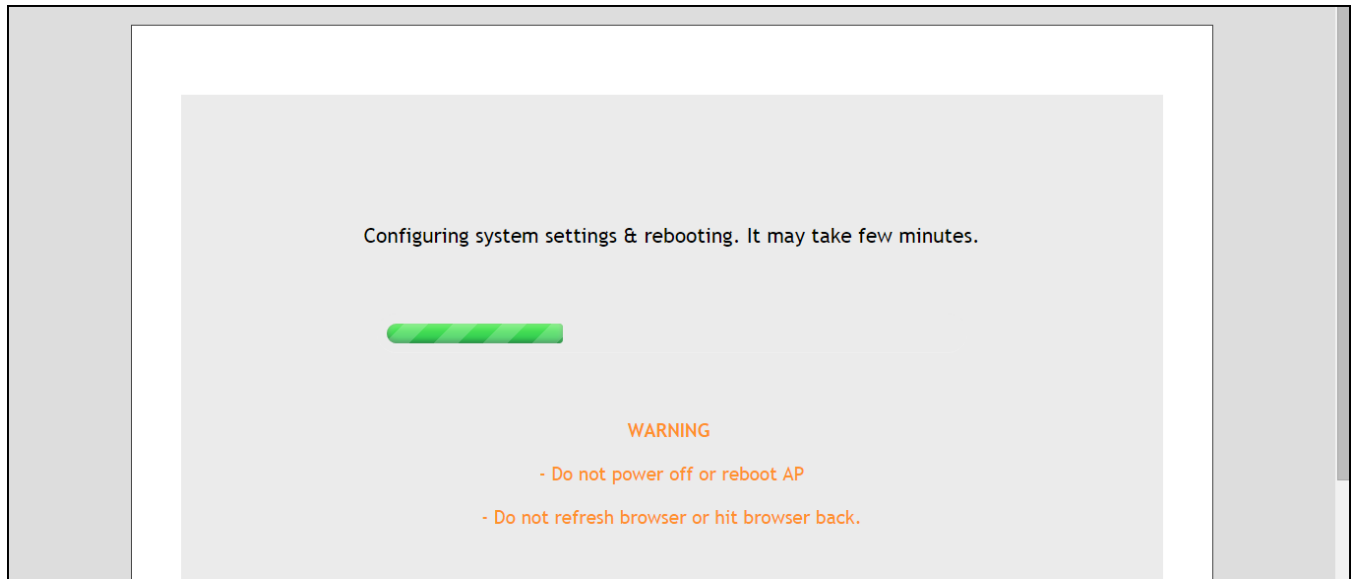 Configuring system settings & rebooting. It may take few minutes.
WARNING
- Do not power off or reboot AP
- Do not refresh browser or hit browser back.